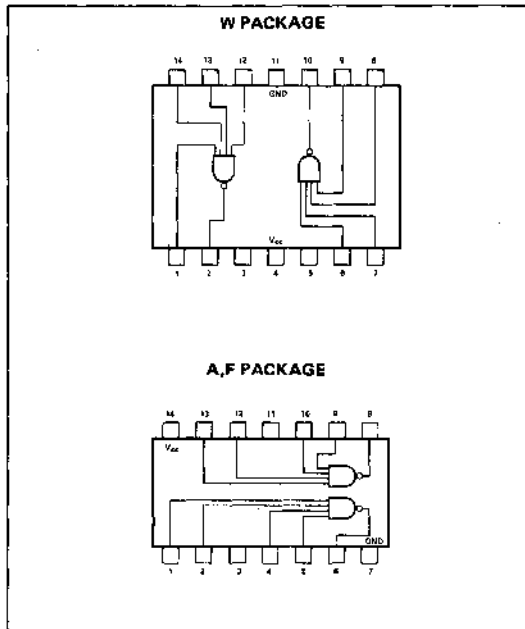 W PACKAGE
14 13 12 11 10 9 8
GND
Vcc
1 2 3 4 5 6 7
A,F PACKAGE
14 13 12 11 10 9 8
Vcc
GND
1 2 3 4 5 6 7